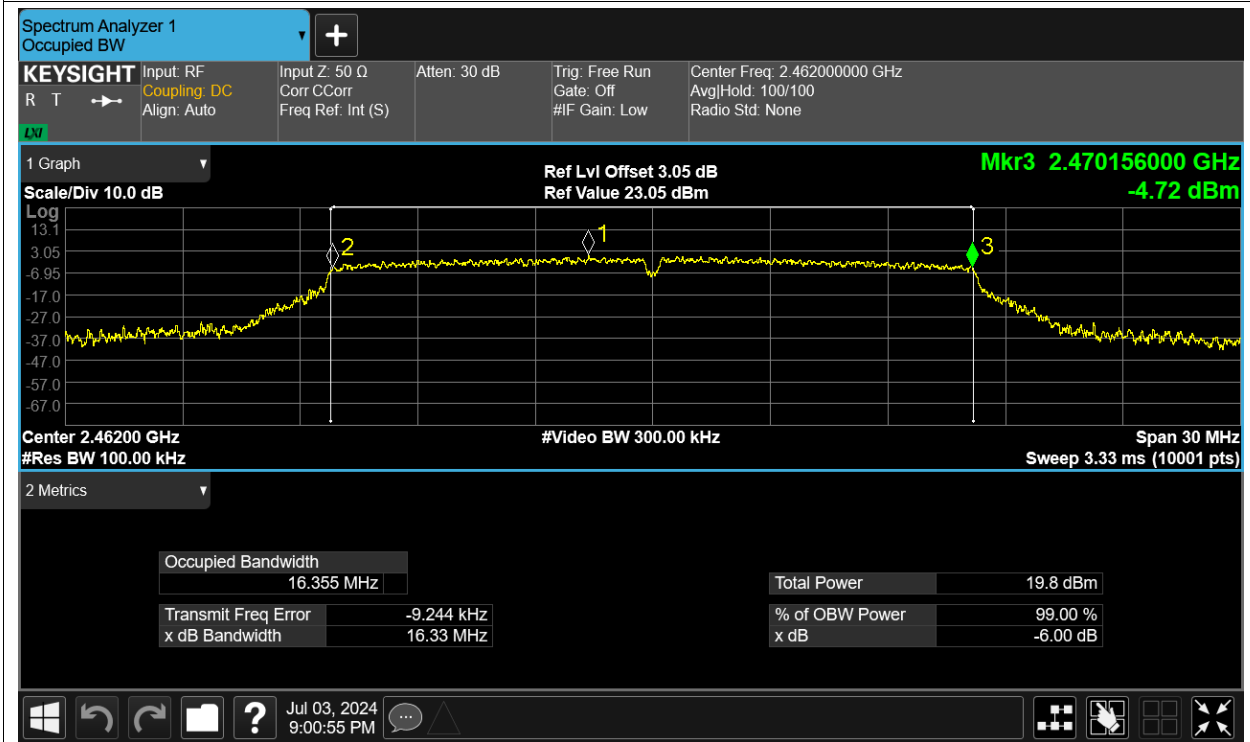 Spectrum Analyzer 1
Occupied BW
KEYSIGHT
R T
LXI
Input: RF
Coupling: DC
Align: Auto
Input Z: 50 Ω
Corr CCorr
Freq Ref: Int (S)
Atten: 30 dB
Trig: Free Run
Gate: Off
#IF Gain: Low
Center Freq: 2.462000000 GHz
Avg|Hold: 100/100
Radio Std: None
1 Graph
Scale/Div 10.0 dB
Ref Lvl Offset 3.05 dB
Ref Value 23.05 dBm
Mkr3 2.470156000 GHz
-4.72 dBm
Log
13.1
3.05
-6.95
-17.0
-27.0
-37.0
-47.0
-57.0
-67.0
2
1
3
Center 2.46200 GHz
#Video BW 300.00 kHz
Span 30 MHz
#Res BW 100.00 kHz
Sweep 3.33 ms (10001 pts)
2 Metrics
Occupied Bandwidth
16.355 MHz
Transmit Freq Error -9.244 kHz
x dB Bandwidth 16.33 MHz
Total Power 19.8 dBm
% of OBW Power 99.00 %
x dB -6.00 dB
?
Jul 03, 2024
9:00:55 PM